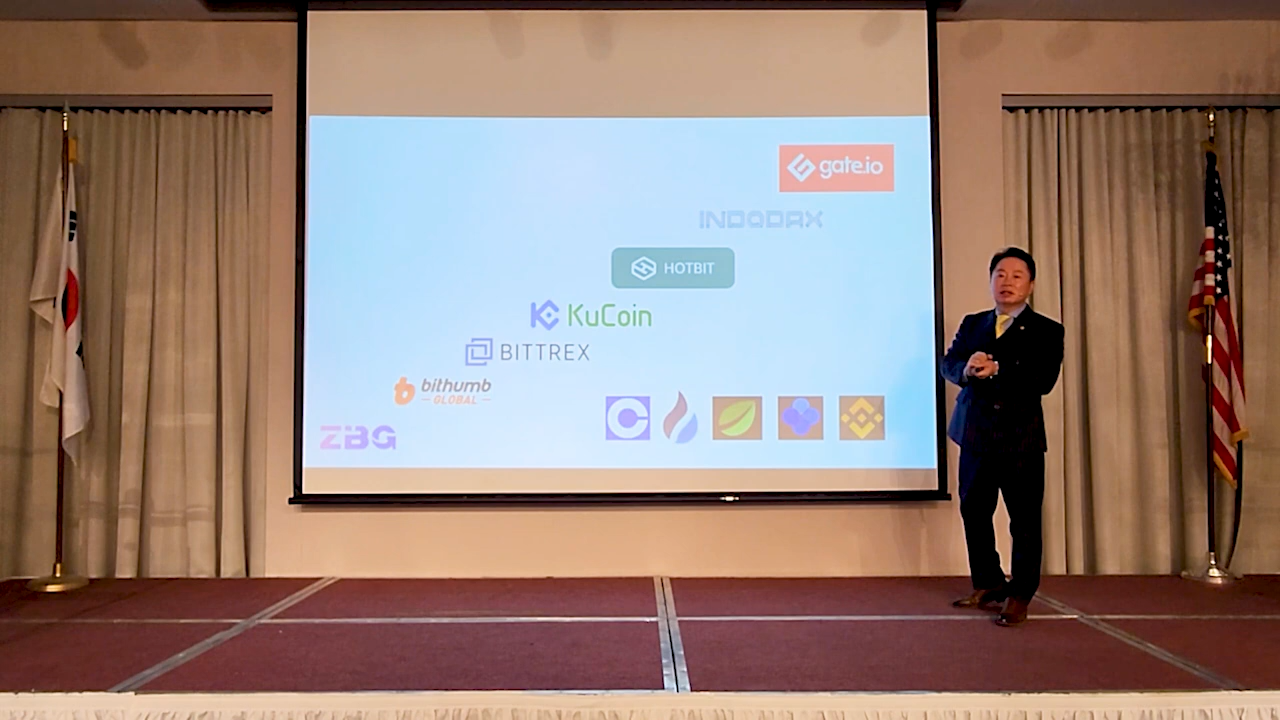 gate.io
INDODAX
HOTBIT
KuCoin
BITTREX
bithumb
GLOBAL
ZBG